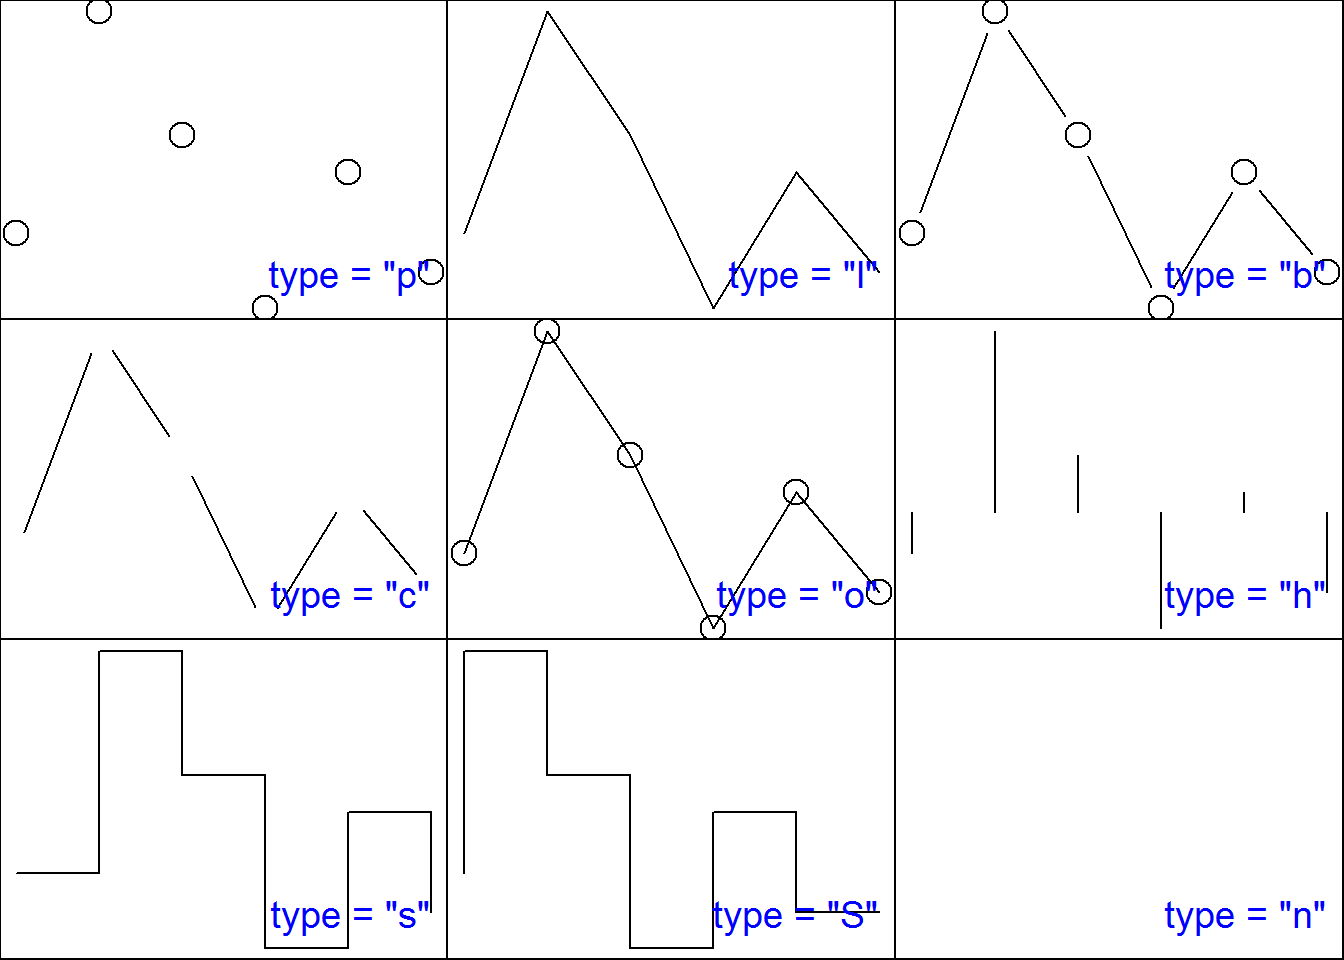 type = "p"
type = "l"
type = "b"
type = "c"
type = "o"
type = "h"
type = "s"
type = "S"
type = "n"